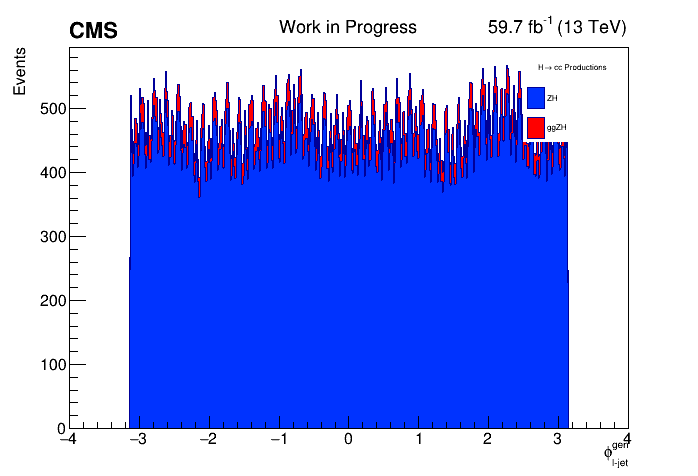 CMS Work in Progress 59.7 fb-1 (13 TeV)
Events
H → cc Productions
ZH
ggZH
500
400
300
200
100
0
−4 −3 −2 −1 0 1 2 3 4
ϕ gen l-jet